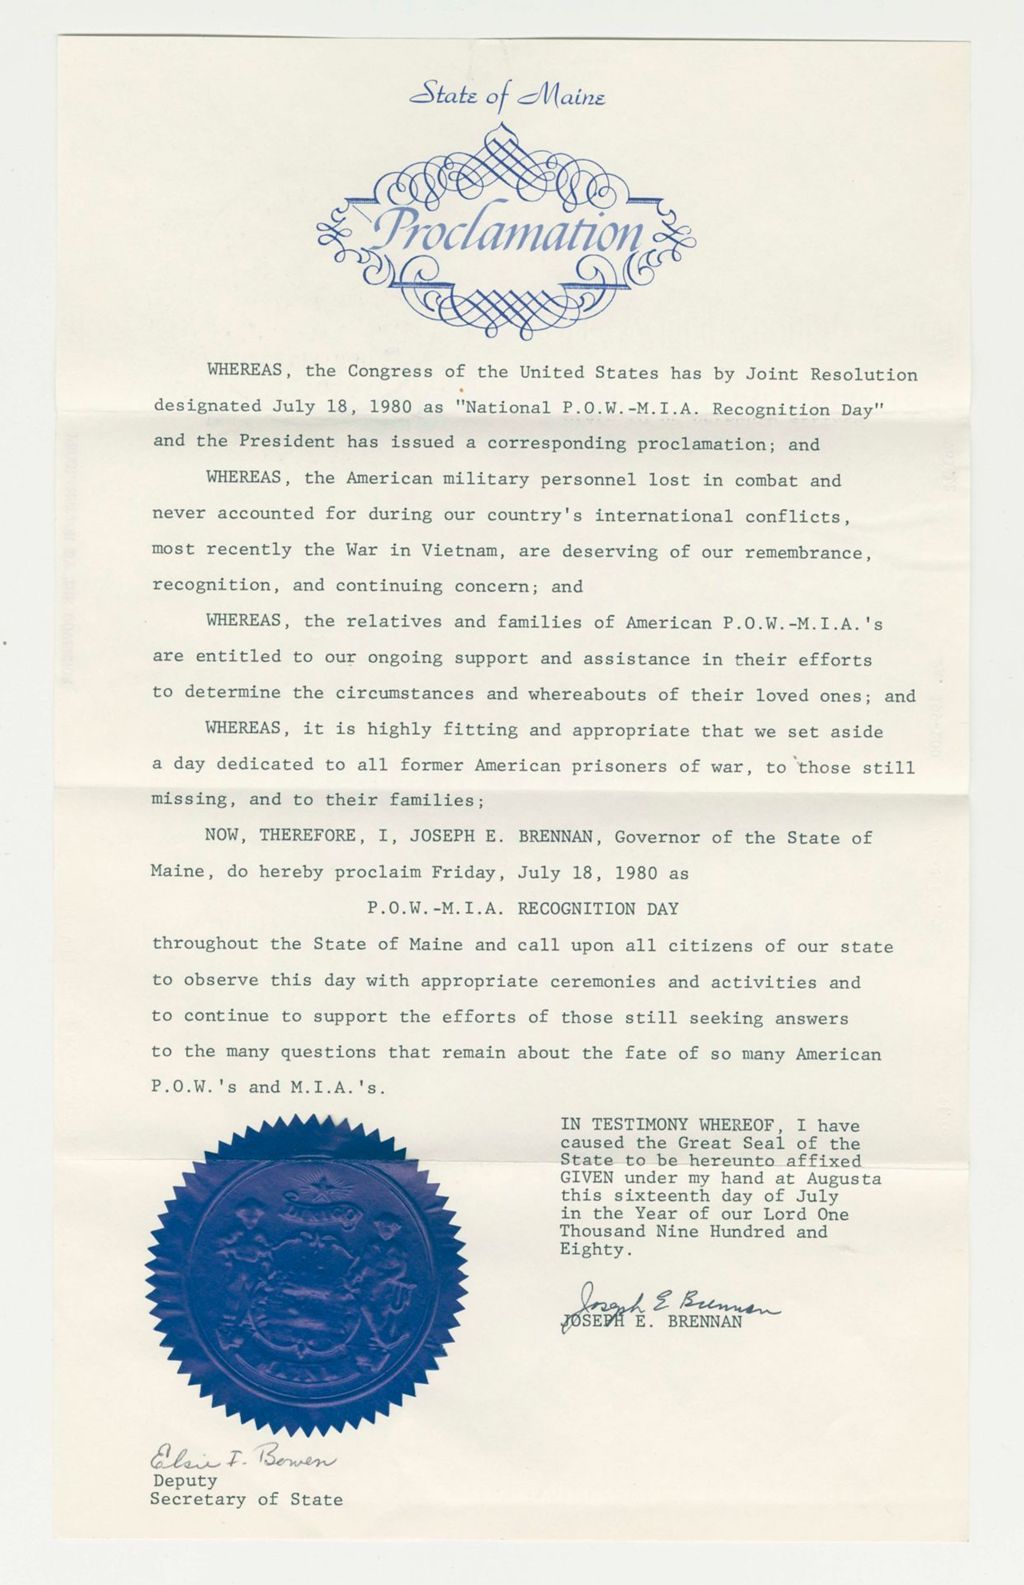 State of Maine
Proclamation
WHEREAS, the Congress of the United States has by Joint Resolution
designated July 18, 1980 as "National P.O.W.-M.I.A. Recognition Day"
and the President has issued a corresponding proclamation; and
WHEREAS, the American military personnel lost in combat and
never accounted for during our country's international conflicts,
most recently the War in Vietnam, are deserving of our remembrance,
recognition, and continuing concern; and
WHEREAS, the relatives and families of American P.O.W.-M.I.A.'s
are entitled to our ongoing support and assistance in their efforts
to determine the circumstances and whereabouts of their loved ones; and
WHEREAS, it is highly fitting and appropriate that we set aside
a day dedicated to all former American prisoners of war, to those still
missing, and to their families;
NOW, THEREFORE, I, JOSEPH E. BRENNAN, Governor of the State of
Maine, do hereby proclaim Friday, July 18, 1980 as
P.O.W.-M.I.A. RECOGNITION DAY
throughout the State of Maine and call upon all citizens of our state
to observe this day with appropriate ceremonies and activities and
to continue to support the efforts of those still seeking answers
to the many questions that remain about the fate of so many American
P.O.W.'s and M.I.A.'s.
IN TESTIMONY WHEREOF, I have
caused the Great Seal of the
State to be hereunto affixed
GIVEN under my hand at Augusta
this sixteenth day of July
in the Year of our Lord One
Thousand Nine Hundred and
Eighty.
Joseph E Brennan
JOSEPH E. BRENNAN
DIRIGO
Elsie I. Bowen
Deputy
Secretary of State